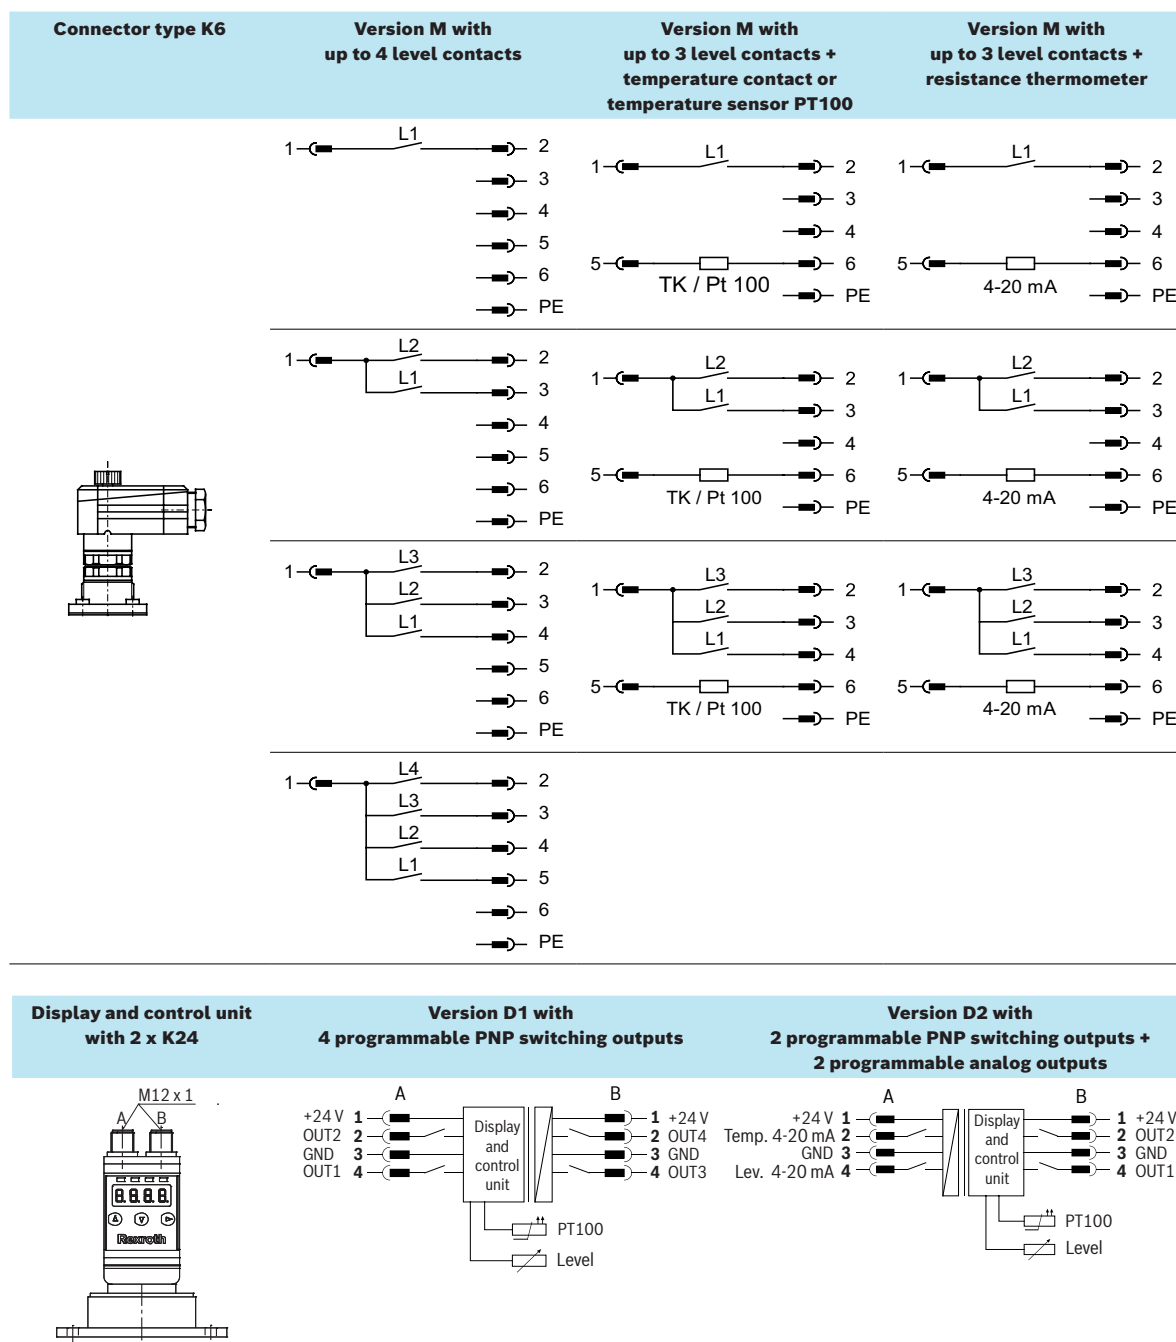 Connector type K6
Version M with
up to 4 level contacts
Version M with
up to 3 level contacts +
temperature contact or
temperature sensor PT100
Version M with
up to 3 level contacts +
resistance thermometer
1 L1 2
3
4
5
6
PE
1 L1 2
3
4
5 6
TK / Pt 100 PE
1 L1 2
3
4
5 6
4-20 mA PE
1 L2 2
L1 3
4
5
6
PE
1 L2 2
L1 3
4
5 6
TK / Pt 100 PE
1 L2 2
L1 3
4
5 6
4-20 mA PE
1 L3 2
L2 3
L1 4
5
6
PE
1 L3 2
L2 3
L1 4
5 6
TK / Pt 100 PE
1 L3 2
L2 3
L1 4
5 6
4-20 mA PE
1 L4 2
L3 3
L2 4
L1 5
6
PE
Display and control unit
with 2 x K24
Version D1 with
4 programmable PNP switching outputs
Version D2 with
2 programmable PNP switching outputs +
2 programmable analog outputs
M12 x 1
A B
8.8.8.8.
Rexroth
A B
+24 V 1 1 +24 V
OUT2 2 2 OUT4
GND 3 3 GND
OUT1 4 4 OUT3
Display
and
control
unit
PT100
Level
A B
+24 V 1 1 +24 V
Temp. 4-20 mA 2 2 OUT2
GND 3 3 GND
Lev. 4-20 mA 4 4 OUT1
Display
and
control
unit
PT100
Level